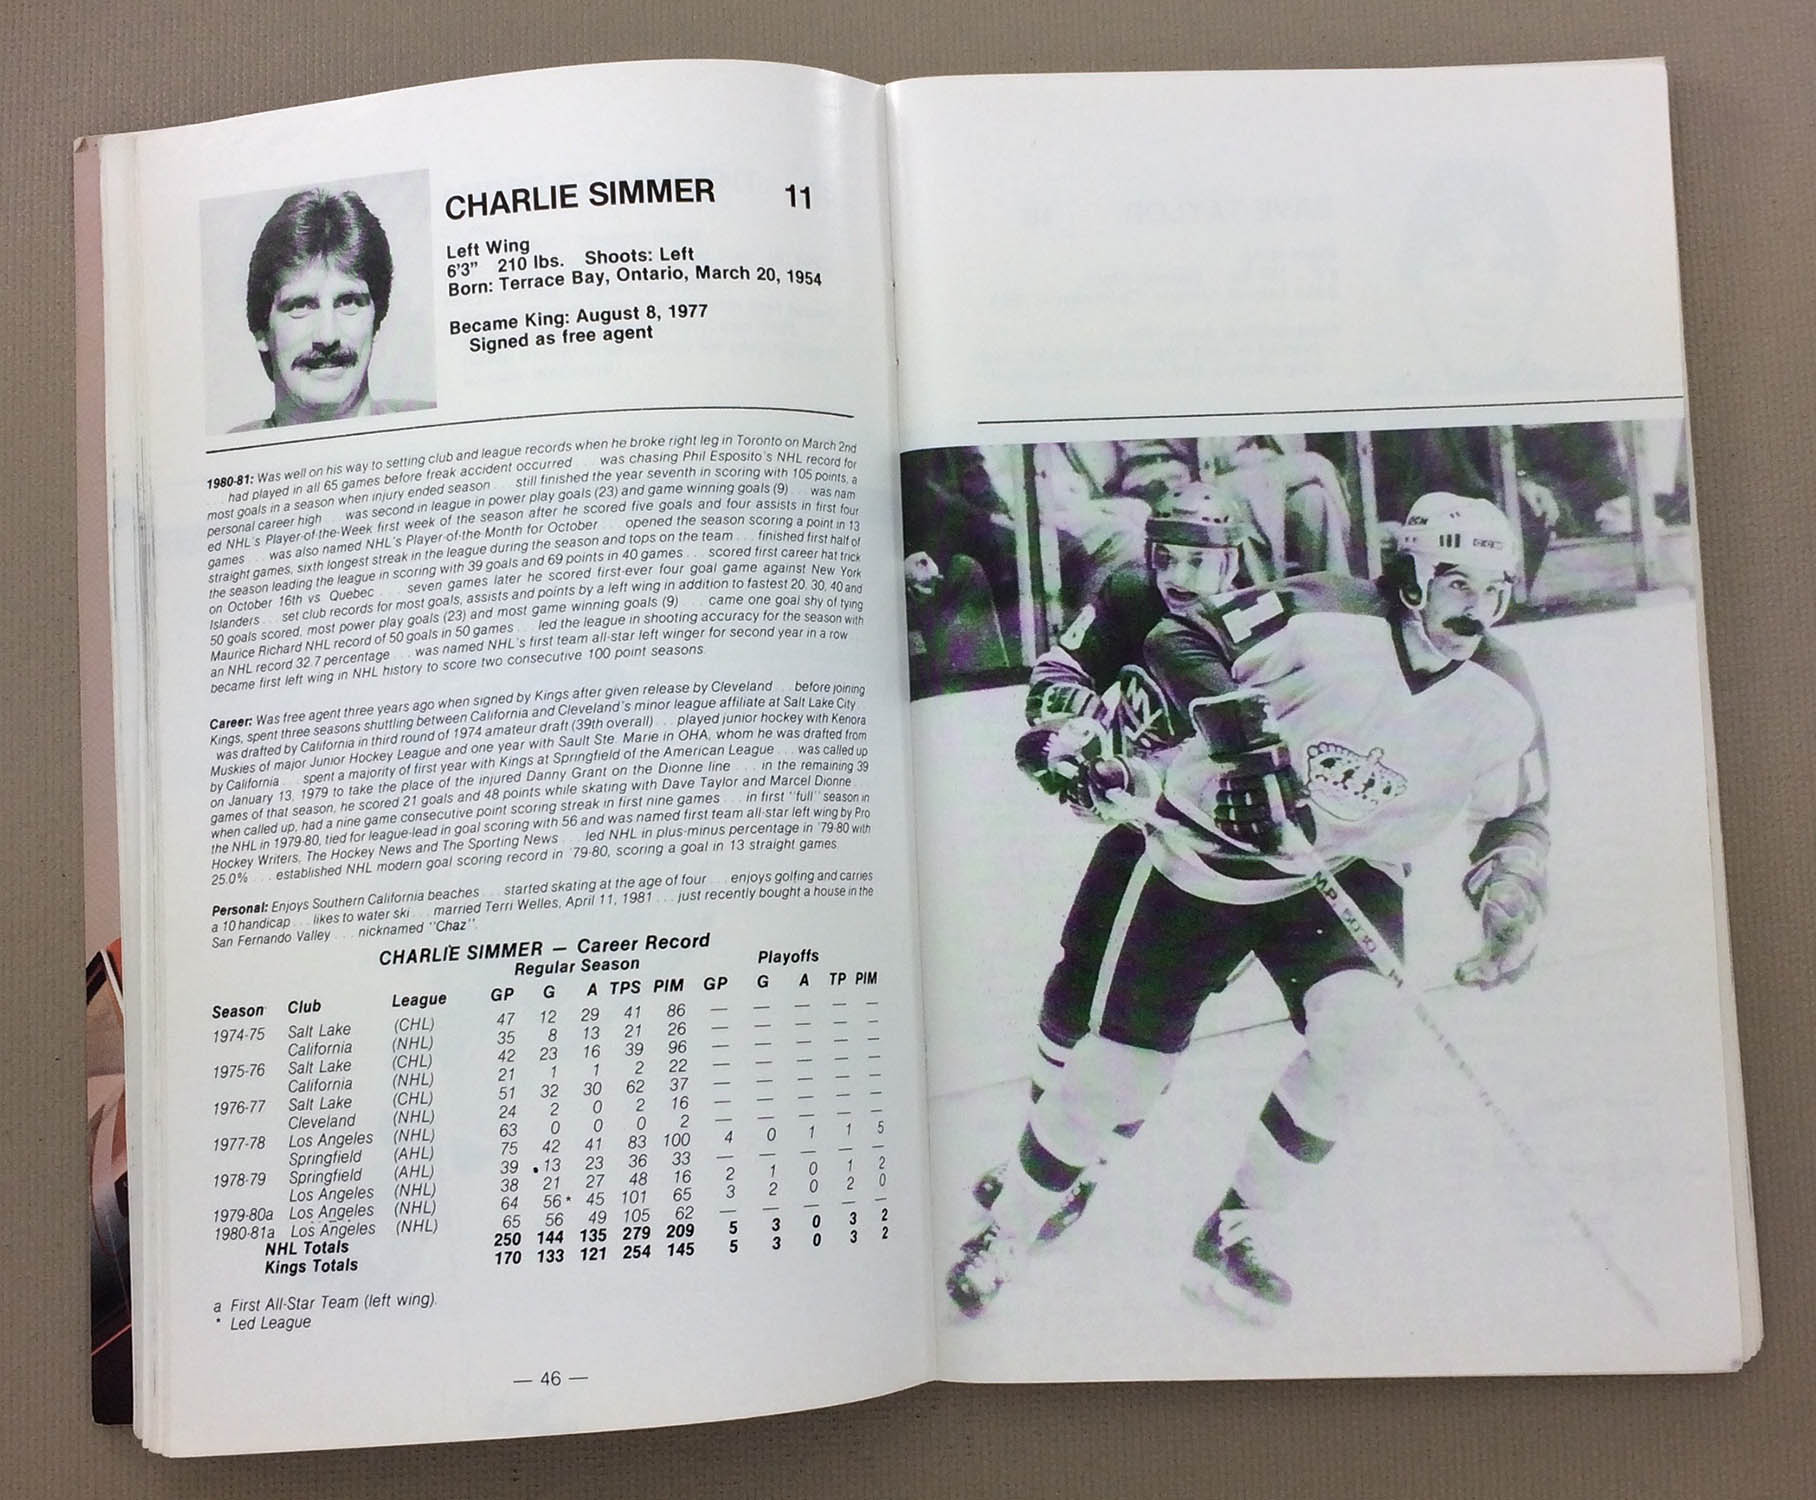 CHARLIE SIMMER 11
Left Wing
6'3" 210 lbs. Shoots: Left
Born: Terrace Bay, Ontario, March 20, 1954
Became King: August 8, 1977
Signed as free agent
1980-81: Was well on his way to setting club and league records when he broke right leg in Toronto on March 2nd
. . . had played in all 65 games before freak accident occurred . . . was chasing Phil Esposito's NHL record for
most goals in a season when injury ended season . . . still finished the year seventh in scoring with 105 points, a
personal career high . . . was second in league in power play goals (23) and game winning goals (9) . . . was nam
ed NHL's Player-of-the-Week first week of the season after he scored five goals and four assists in first four
games . . . was also named NHL's Player-of-the-Month for October . . . opened the season scoring a point in 13
straight games, sixth longest streak in the league during the season and tops on the team . . . finished first half of
the season leading the league in scoring with 39 goals and 69 points in 40 games . . . scored first career hat trick
on October 16th vs Quebec . . . seven games later he scored first-ever four goal game against New York
Islanders . . . set club records for most goals, assists and points by a left wing in addition to fastest 20, 30, 40 and
50 goals scored, most power play goals (23) and most game winning goals (9) . . . came one goal shy of tying
Maurice Richard NHL record of 50 goals in 50 games . . . led the league in shooting accuracy for the season with
an NHL record 32.7 percentage . . . was named NHL's first team all-star left winger for second year in a row . . .
became first left wing in NHL history to score two consecutive 100 point seasons.
Career: Was free agent three years ago when signed by Kings after given release by Cleveland . . . before joining
Kings, spent three seasons shuttling between California and Cleveland's minor league affiliate at Salt Lake City
. . . was drafted by California in third round of 1974 amateur draft (39th overall) . . . played junior hockey with Kenora
Muskies of major Junior Hockey League and one year with Sault Ste. Marie in OHA, whom he was drafted from
by California . . . spent a majority of first year with Kings at Springfield of the American League . . . was called up
on January 13, 1979 to take the place of the injured Danny Grant on the Dionne line . . . in the remaining 39
games of that season, he scored 21 goals and 48 points while skating with Dave Taylor and Marcel Dionne . . .
when called up, had a nine game consecutive point scoring streak in first nine games . . . in first "full" season in
the NHL in 1979-80, tied for league-lead in goal scoring with 56 and was named first team all-star left wing by Pro
Hockey Writers, The Hockey News and The Sporting News . . . led NHL in plus-minus percentage in '79-80 with
25.0% . . . established NHL modern goal scoring record in '79-80, scoring a goal in 13 straight games.
Personal: Enjoys Southern California beaches . . . started skating at the age of four . . . enjoys golfing and carries
a 10 handicap . . . likes to water ski . . . married Terri Welles, April 11, 1981 . . . just recently bought a house in the
San Fernando Valley . . . nicknamed "Chaz".
CHARLIE SIMMER — Career Record
Regular Season Playoffs
Season Club League GP G A TPS PIM GP G A TP PIM
1974-75 Salt Lake (CHL) 47 12 29 41 86 — — — — —
California (NHL) 35 8 13 21 26 — — — — —
1975-76 Salt Lake (CHL) 42 23 16 39 96 — — — — —
California (NHL) 21 1 1 2 22 — — — — —
1976-77 Salt Lake (CHL) 51 32 30 62 37 — — — — —
Cleveland (NHL) 24 2 0 2 16 — — — — —
1977-78 Los Angeles (NHL) 63 0 0 0 2 — — — — —
Springfield (AHL) 75 42 41 83 100 4 0 1 1 5
1978-79 Springfield (AHL) 39 13 23 36 33 — — — — —
Los Angeles (NHL) 38 21 27 48 16 2 1 0 1 2
1979-80a Los Angeles (NHL) 64 56* 45 101 65 3 2 0 2 0
1980-81a Los Angeles (NHL) 65 56 49 105 62 — — — — —
NHL Totals 250 144 135 279 209 5 3 0 3 2
Kings Totals 170 133 121 254 145 5 3 0 3 2
a First All-Star Team (left wing).
* Led League
— 46 —